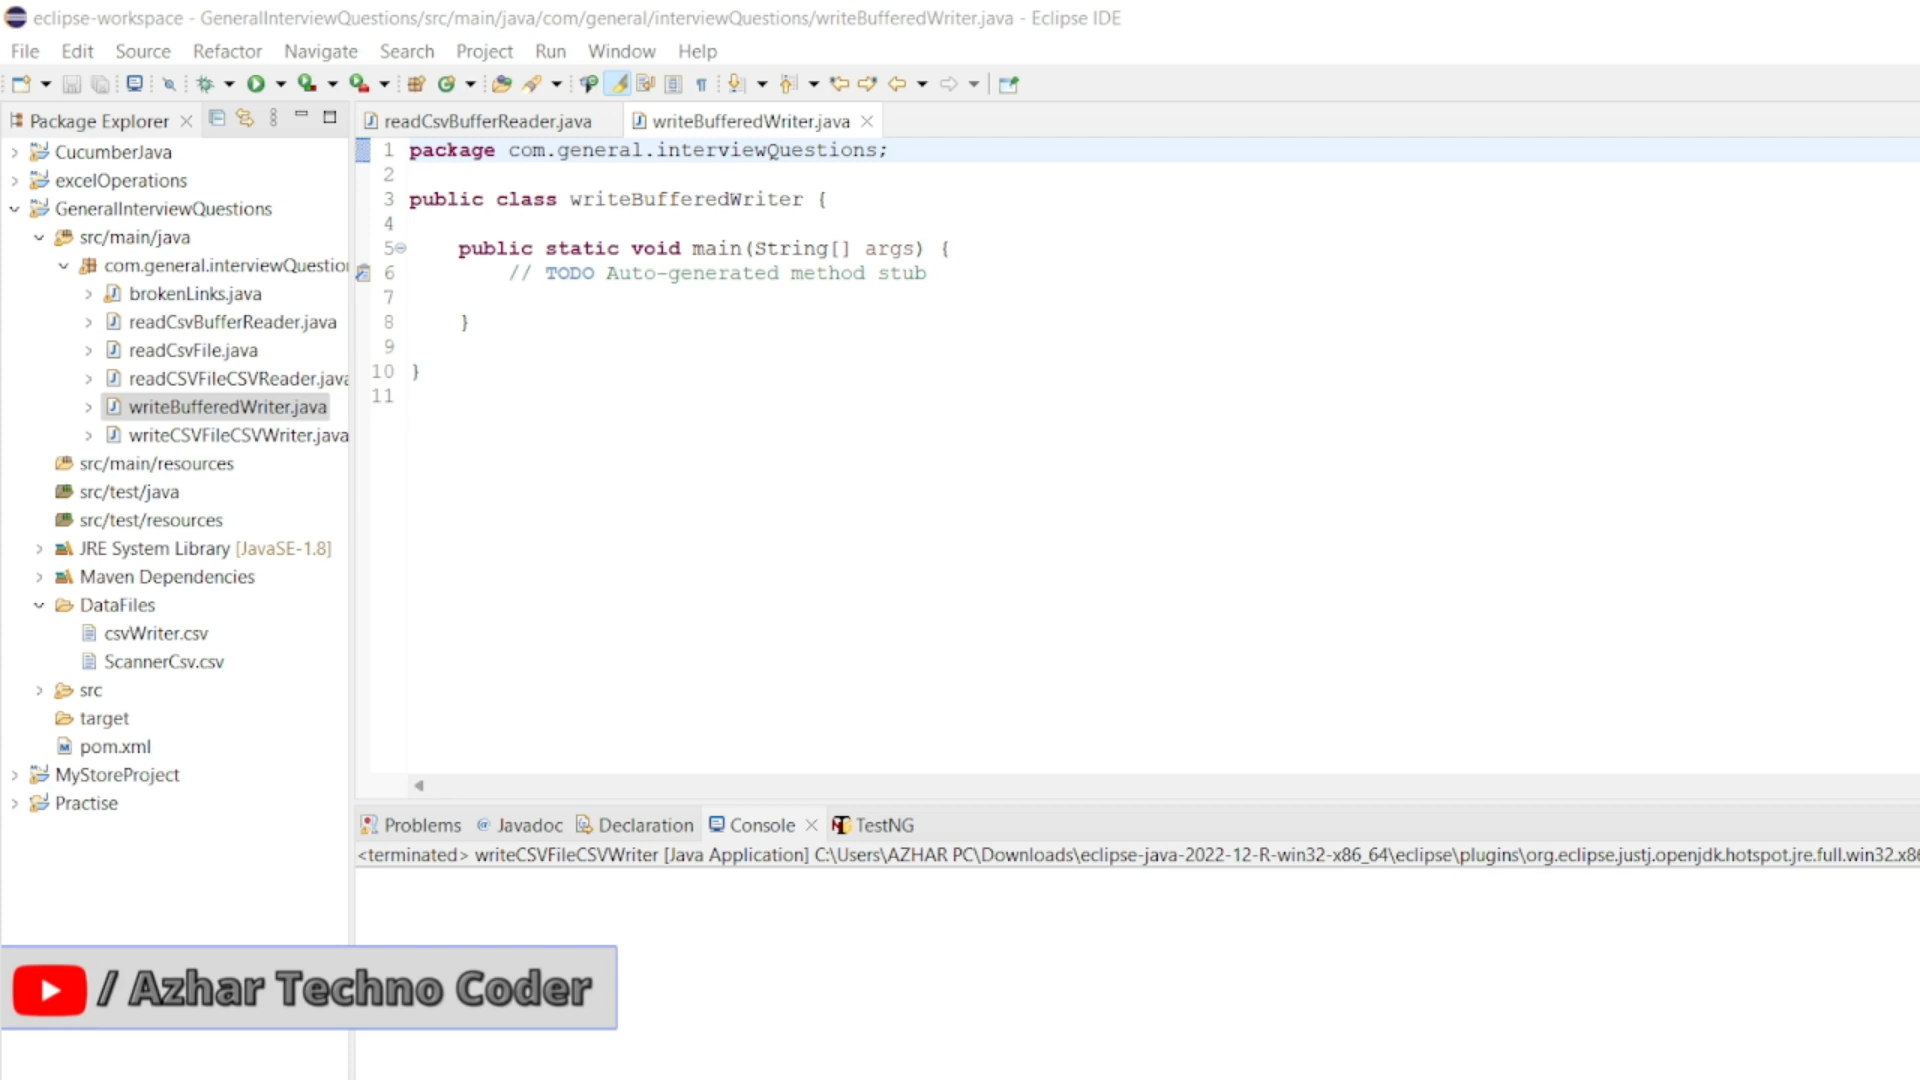 eclipse-workspace - GeneralInterviewQuestions/src/main/java/com/general/interviewQuestions/writeBufferedWriter.java - Eclipse IDE
File Edit Source Refactor Navigate Search Project Run Window Help
Package Explorer
CucumberJava
excelOperations
GeneralInterviewQuestions
src/main/java
com.general.interviewQuestion
brokenLinks.java
readCsvBufferReader.java
readCsvFile.java
readCSVFileCSVReader.java
writeBufferedWriter.java
writeCSVFileCSVWriter.java
src/main/resources
src/test/java
src/test/resources
JRE System Library [JavaSE-1.8]
Maven Dependencies
DataFiles
csvWriter.csv
ScannerCsv.csv
src
target
pom.xml
MyStoreProject
Practise
readCsvBufferReader.java writeBufferedWriter.java
1 package com.general.interviewQuestions;
2
3 public class writeBufferedWriter {
4
5 public static void main(String[] args) {
6 // TODO Auto-generated method stub
7
8 }
9
10 }
11
Problems Javadoc Declaration Console TestNG
<terminated> writeCSVFileCSVWriter [Java Application] C:\Users\AZHAR PC\Downloads\eclipse-java-2022-12-R-win32-x86_64\eclipse\plugins\org.eclipse.justj.openjdk.hotspot.jre.full.win32.x86
/ Azhar Techno Coder